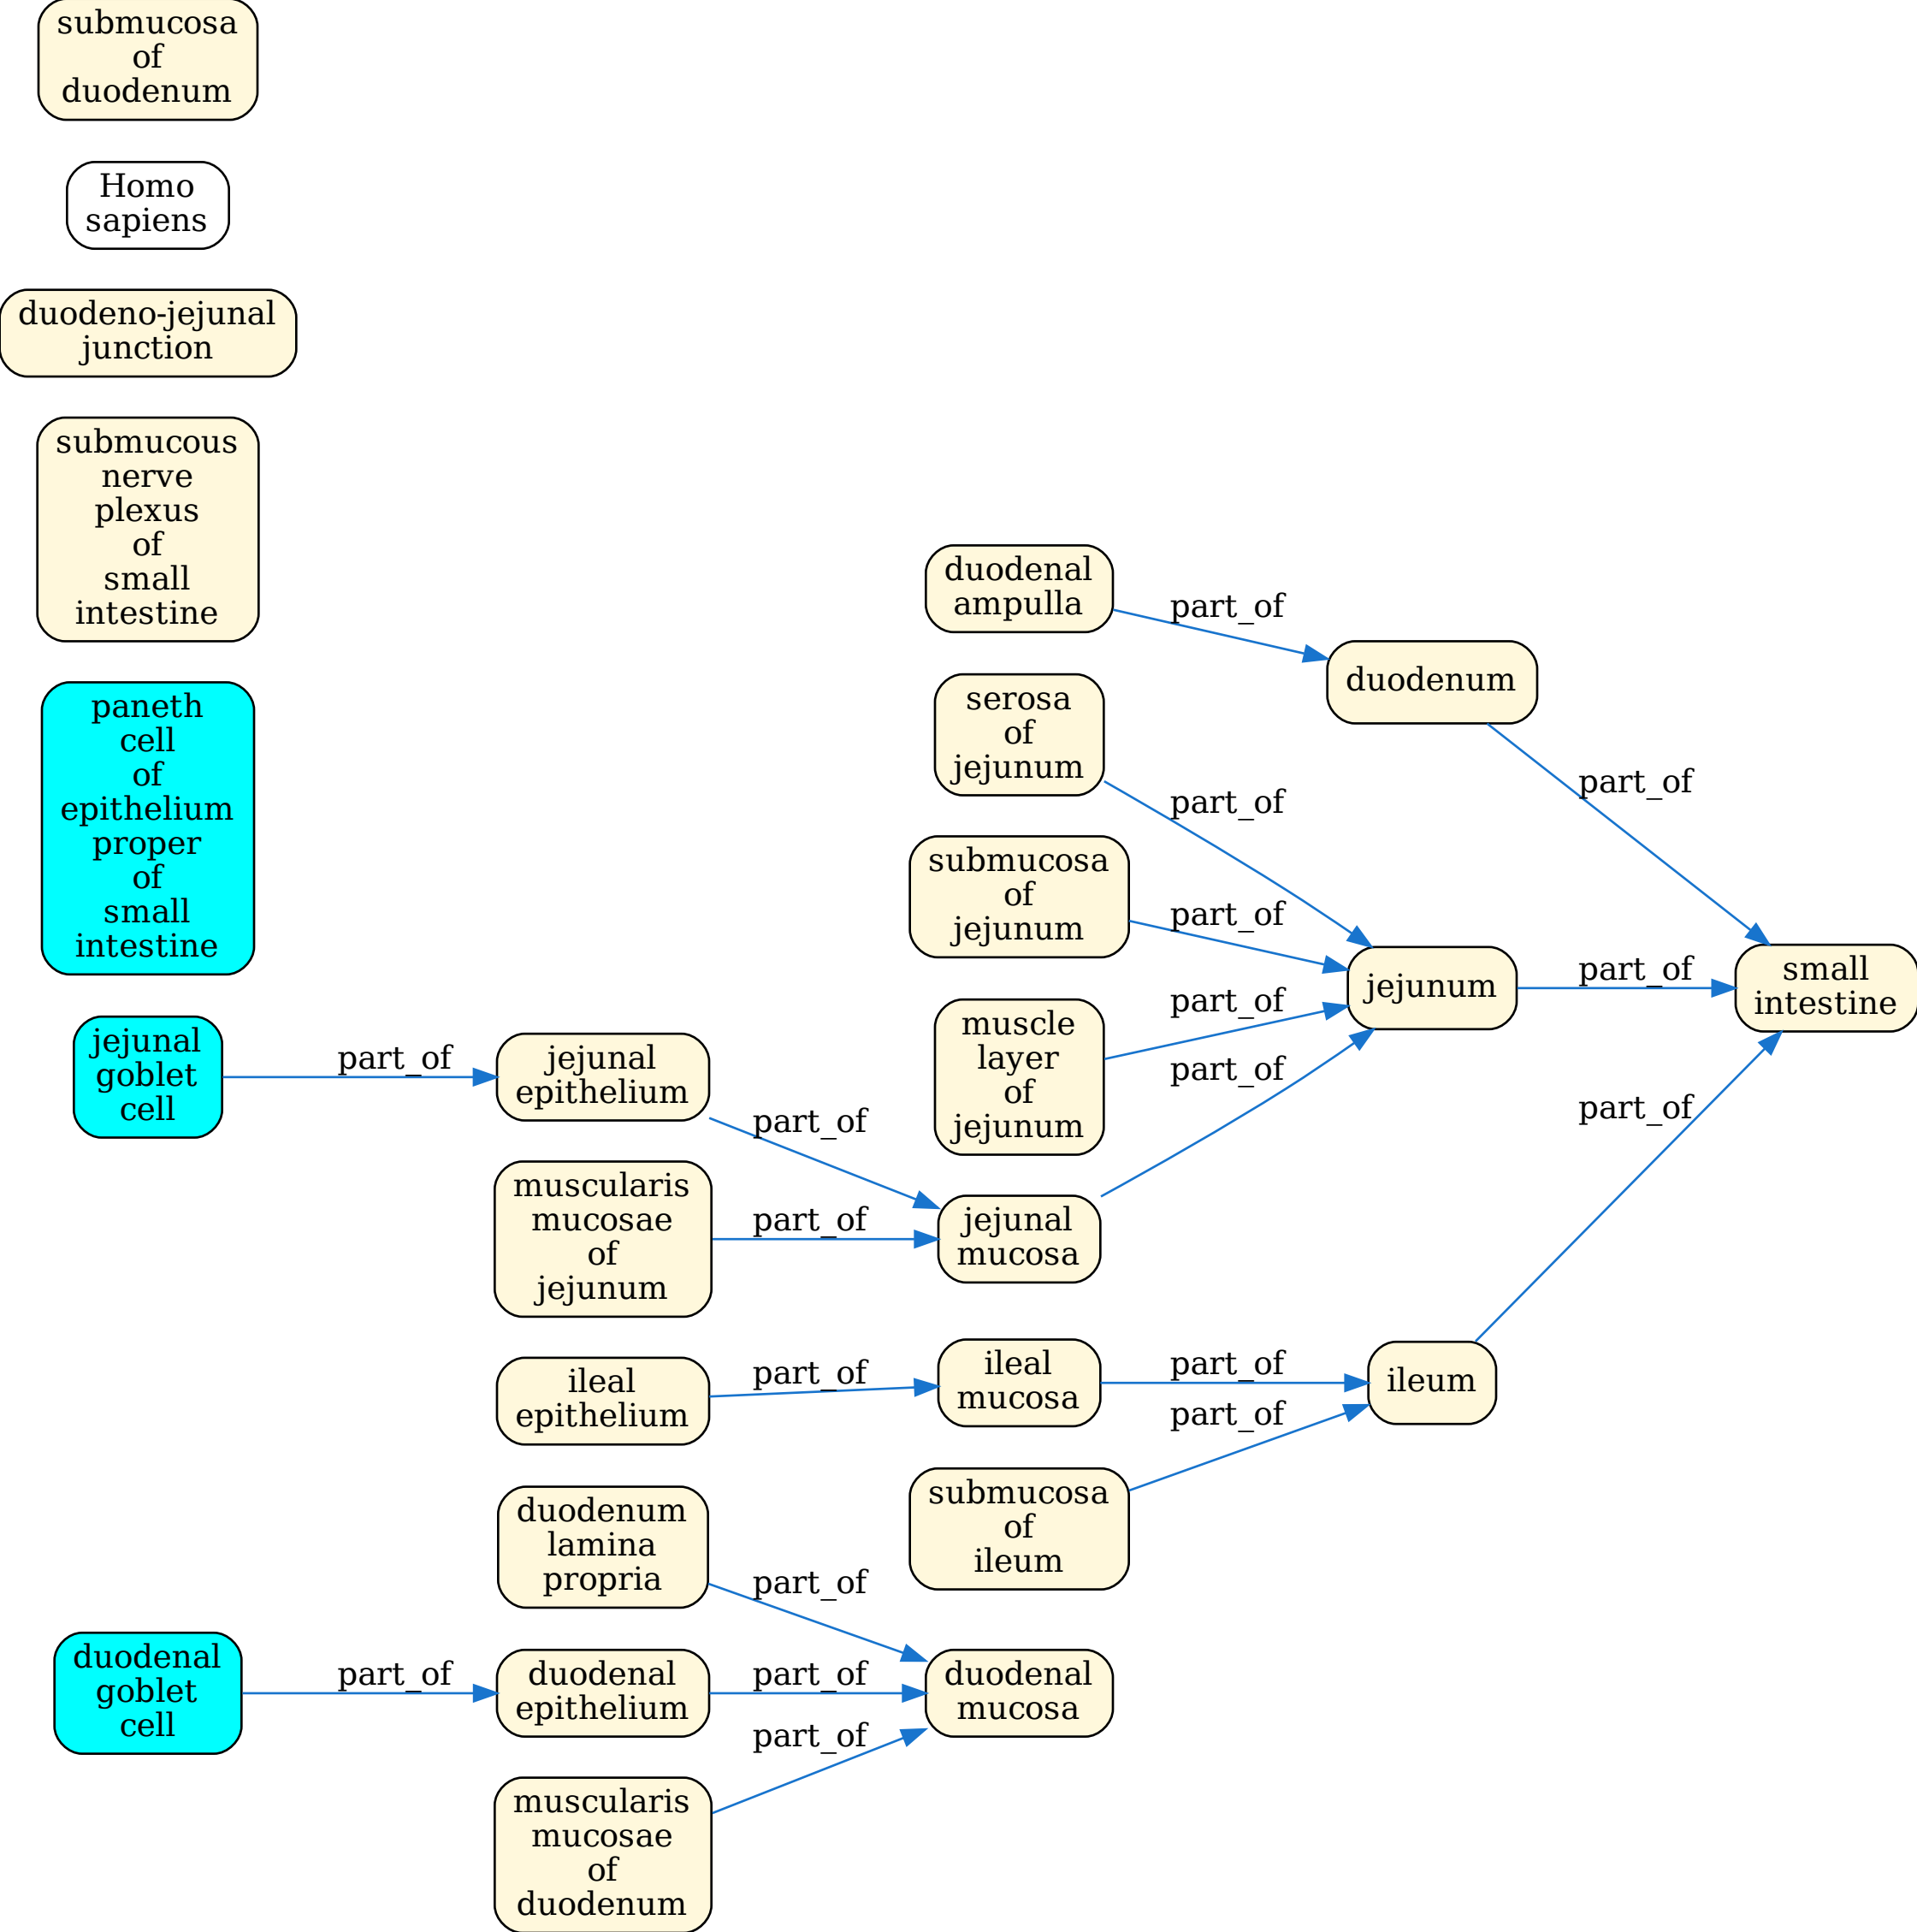 submucosa
of
duodenum
Homo
sapiens
duodeno-jejunal
junction
submucous
nerve
plexus
of
small
intestine
paneth
cell
of
epithelium
proper
of
small
intestine
jejunal
goblet
cell
part_of
jejunal
epithelium
part_of
muscularis
mucosae
of
jejunum
part_of
jejunal
mucosa
part_of
duodenal
ampulla
part_of
duodenum
part_of
serosa
of
jejunum
part_of
submucosa
of
jejunum
part_of
muscle
layer
of
jejunum
part_of
jejunum
part_of
small
intestine
ileal
epithelium
part_of
ileal
mucosa
part_of
ileum
part_of
submucosa
of
ileum
part_of
duodenum
lamina
propria
part_of
duodenal
goblet
cell
part_of
duodenal
epithelium
part_of
duodenal
mucosa
muscularis
mucosae
of
duodenum
part_of